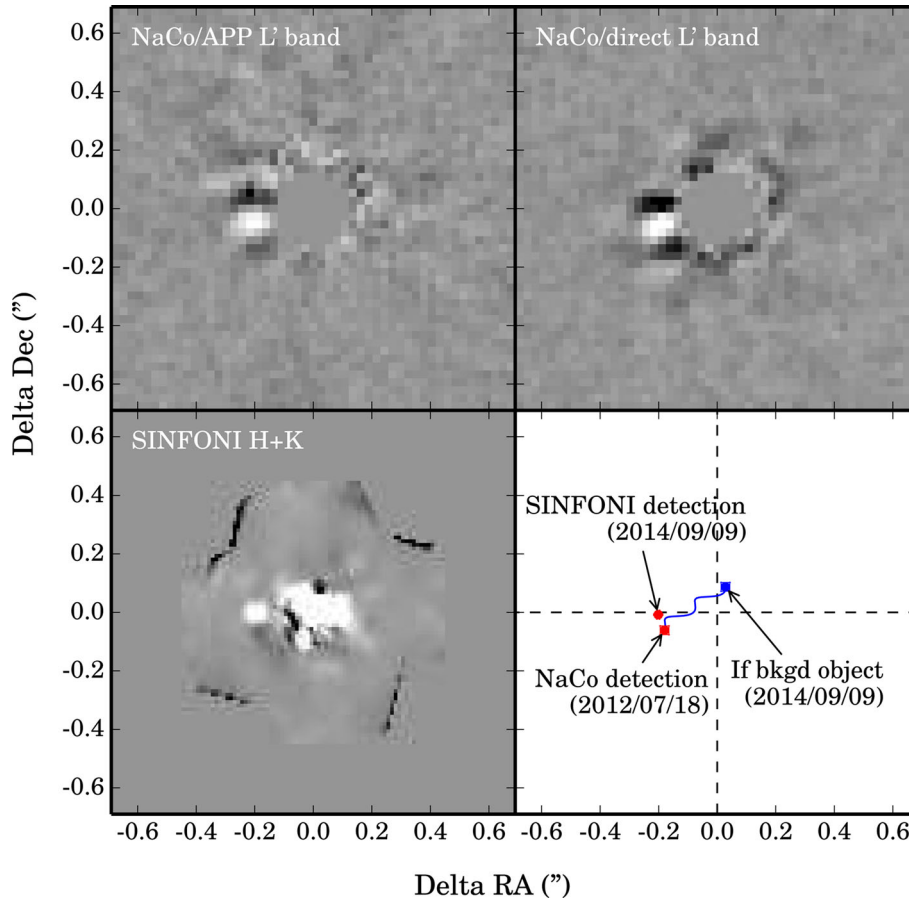 NaCo/APP L' band
NaCo/direct L' band
0.6
0.4
0.2
0.0
-0.2
-0.4
-0.6
Delta Dec (”)
SINFONI H+K
0.6
0.4
0.2
0.0
-0.2
-0.4
-0.6
SINFONI detection
(2014/09/09)
NaCo detection
(2012/07/18)
If bkgd object
(2014/09/09)
-0.6 -0.4 -0.2 0.0 0.2 0.4 0.6
-0.6 -0.4 -0.2 0.0 0.2 0.4 0.6
Delta RA (”)